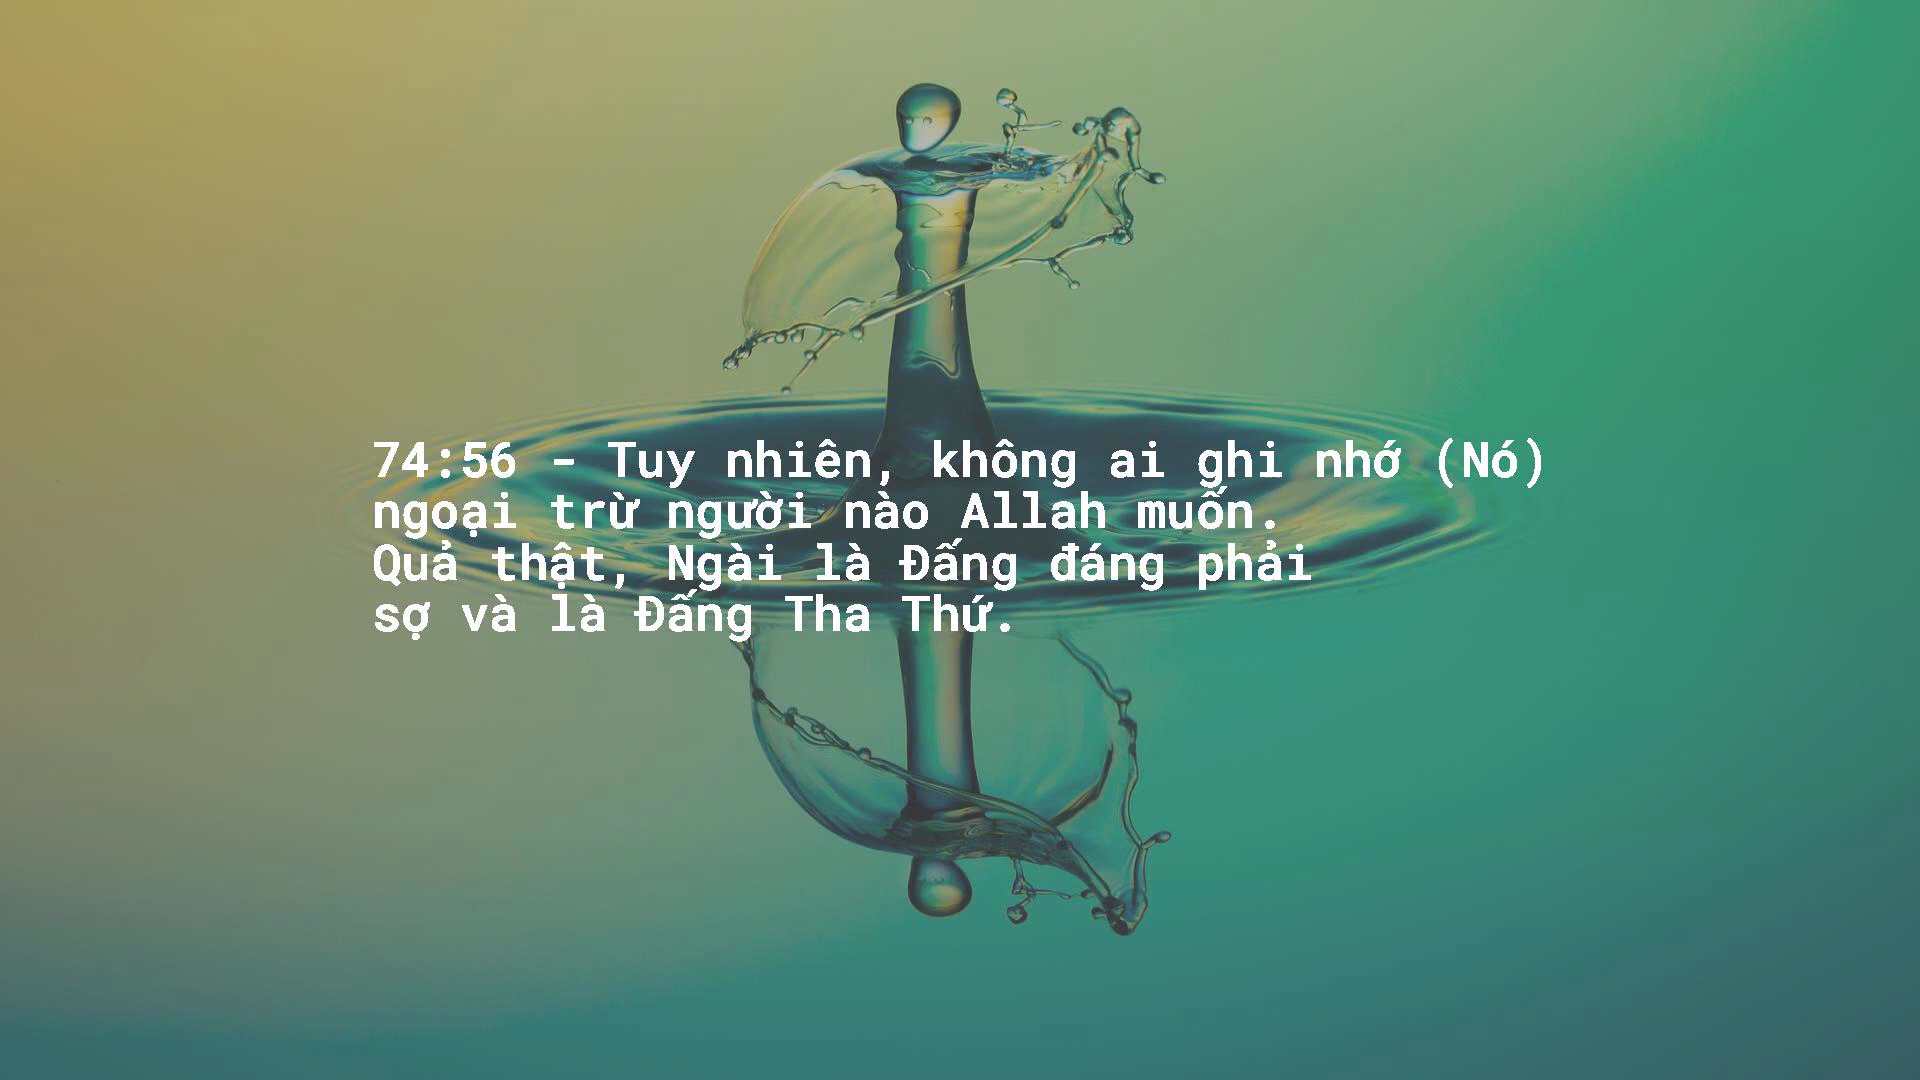 74:56 - Tuy nhiên, không ai ghi nhớ (Nó)
ngoại trừ người nào Allah muốn.
Quả thật, Ngài là Đấng đáng phải
sợ và là Đấng Tha Thứ.